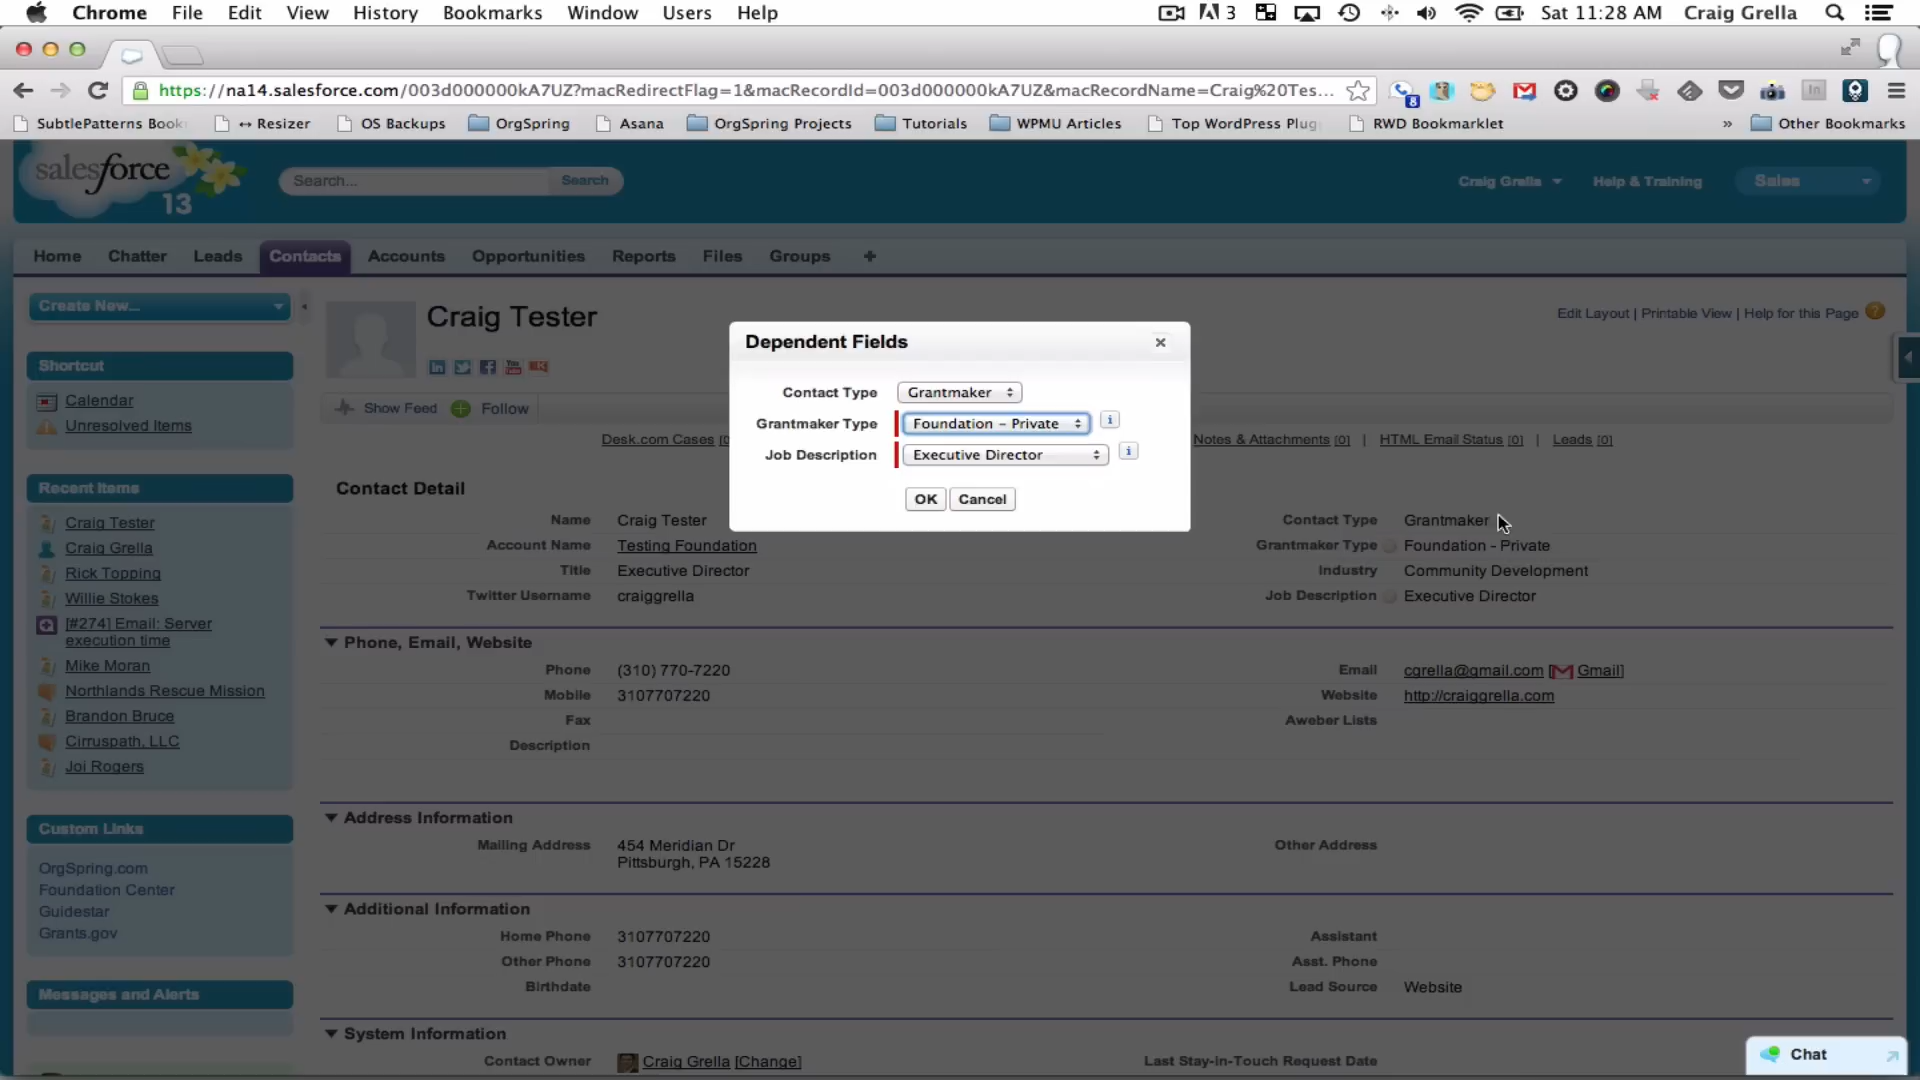 Chrome File Edit View History Bookmarks Window Users Help 3 Sat 11:28 AM Craig Grella
https://na14.salesforce.com/003d000000kA7UZ?macRedirectFlag=1&macRecordId=003d000000kA7UZ&macRecordName=Craig%20Tes... 8
SubtlePatterns Book ↔ Resizer OS Backups OrgSpring Asana OrgSpring Projects Tutorials WPMU Articles Top WordPress Plug RWD Bookmarklet » Other Bookmarks
salesforce 13 Search... Search Craig Grella Help & Training Sales
Home Chatter Leads Contacts Accounts Opportunities Reports Files Groups +
Create New...
Shortcut
Calendar
Unresolved Items
Recent Items
Craig Tester
Craig Grella
Rick Topping
Willie Stokes
[#274] Email: Server
execution time
Mike Moran
Northlands Rescue Mission
Brandon Bruce
Cirruspath, LLC
Joi Rogers
Custom Links
OrgSpring.com
Foundation Center
Guidestar
Grants.gov
Messages and Alerts
Craig Tester
Edit Layout | Printable View | Help for this Page ?
Show Feed Follow
Desk.com Cases [0 Notes & Attachments [0] | HTML Email Status [0] | Leads [0]
Dependent Fields
Contact Type Grantmaker
Grantmaker Type Foundation - Private i
Job Description Executive Director i
OK Cancel
Contact Detail
Name Craig Tester Contact Type Grantmaker
Account Name Testing Foundation Grantmaker Type Foundation - Private
Title Executive Director Industry Community Development
Twitter Username craiggrella Job Description Executive Director
Phone, Email, Website
Phone (310) 770-7220 Email cgrella@gmail.com [Gmail]
Mobile 3107707220 Website http://craiggrella.com
Fax Aweber Lists
Description
Address Information
Mailing Address 454 Meridian Dr Other Address
Pittsburgh, PA 15228
Additional Information
Home Phone 3107707220 Assistant
Other Phone 3107707220 Asst. Phone
Birthdate Lead Source Website
System Information
Contact Owner Craig Grella [Change] Last Stay-in-Touch Request Date
Chat